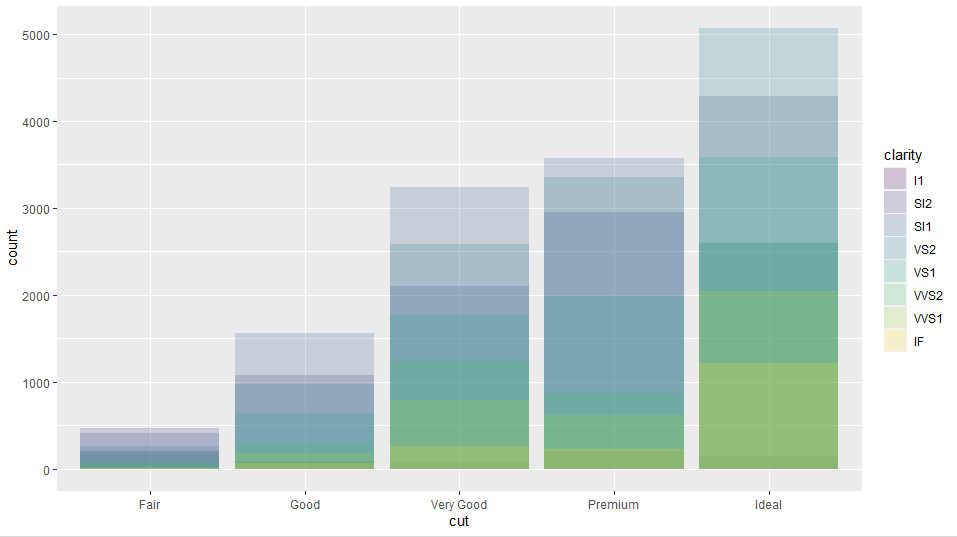 5000
4000
3000
2000
1000
0
count
Fair Good Very Good Premium Ideal
cut
clarity
I1
SI2
SI1
VS2
VS1
VVS2
VVS1
IF